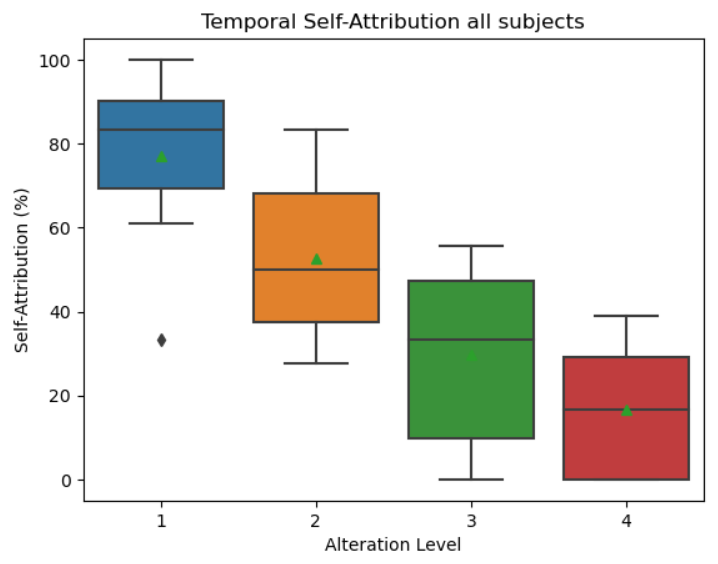 Temporal Self-Attribution all subjects
Self-Attribution (%)
100
80
60
40
20
0
1 2 3 4
Alteration Level